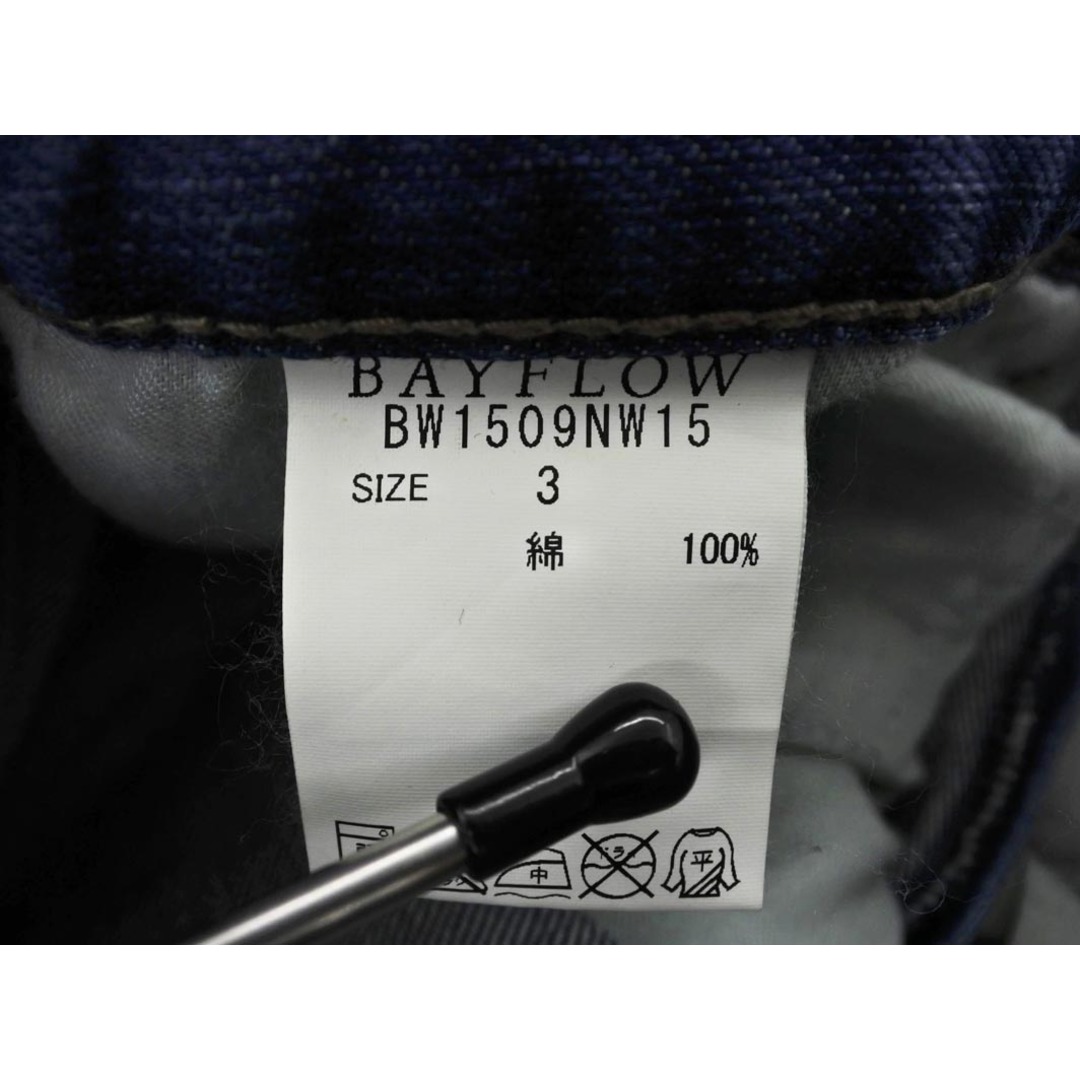 BAYFLOW
BW1509NW15
SIZE 3
綿 100%
中
平